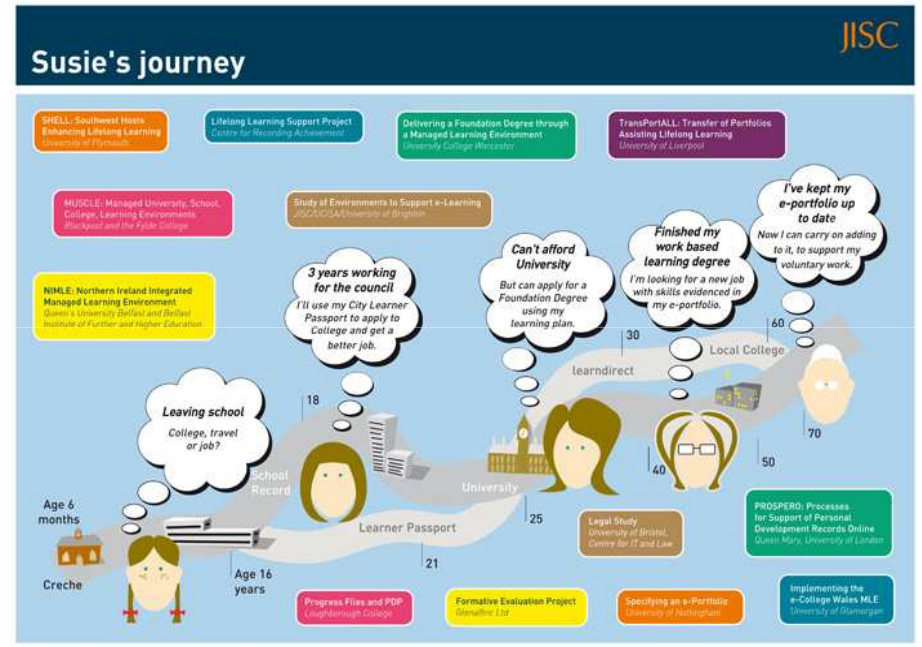 JISC
Susie's journey
SHELL: Southwest Hosts
Enhancing Lifelong Learning
University of Plymouth
Lifelong Learning Support Project
Centre for Recording Achievement
Delivering a Foundation Degree through
a Managed Learning Environment
University College Worcester
TransPortALL: Transfer of Portfolios
Assisting Lifelong Learning
University of Liverpool
MUSCLE: Managed University, School,
College, Learning Environments
Blackpool and the Fylde College
Study of Environments to Support e-Learning
JISC/UCISA/University of Brighton
I've kept my
e-portfolio up
to date
Now I can carry on adding
to it, to support my
voluntary work.
Finished my
work based
learning degree
I'm looking for a new job
with skills evidenced in
my e-portfolio.
Can't afford
University
But can apply for a
Foundation Degree
using my
learning plan.
3 years working
for the council
I'll use my City Learner
Passport to apply to
College and get a
better job.
NIMLE: Northern Ireland Integrated
Managed Learning Environment
Queen's University Belfast and Belfast
Institute of Further and Higher Education
Leaving school
College, travel
or job?
18
30
60
learndirect
Local College
School
Record
University
40
50
70
Age 6
months
Creche
Learner Passport
25
21
Age 16
years
Legal Study
University of Bristol,
Centre for IT and Law
PROSPERO: Processes
for Support of Personal
Development Records Online
Queen Mary, University of London
Progress Files and PDP
Loughborough College
Formative Evaluation Project
Glenaffric Ltd
Specifying an e-Portfolio
University of Nottingham
Implementing the
e-College Wales MLE
University of Glamorgan